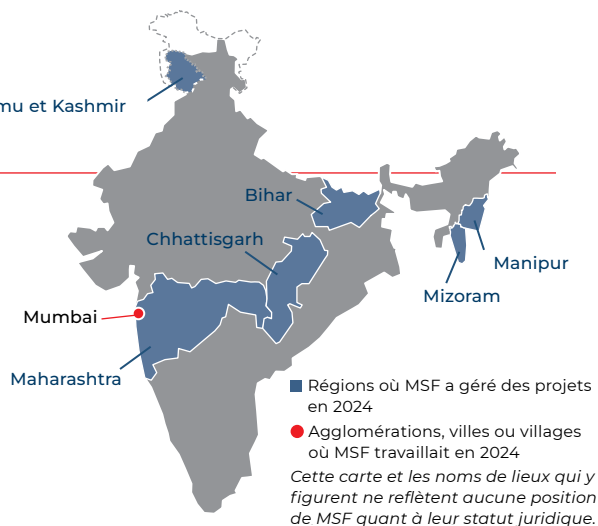 mu et Kashmir
Bihar
Chhattisgarh
Manipur
Mizoram
Mumbai
Maharashtra
Régions où MSF a géré des projets
en 2024
Agglomérations, villes ou villages
où MSF travaillait en 2024
Cette carte et les noms de lieux qui y
figurent ne reflètent aucune position
de MSF quant à leur statut juridique.